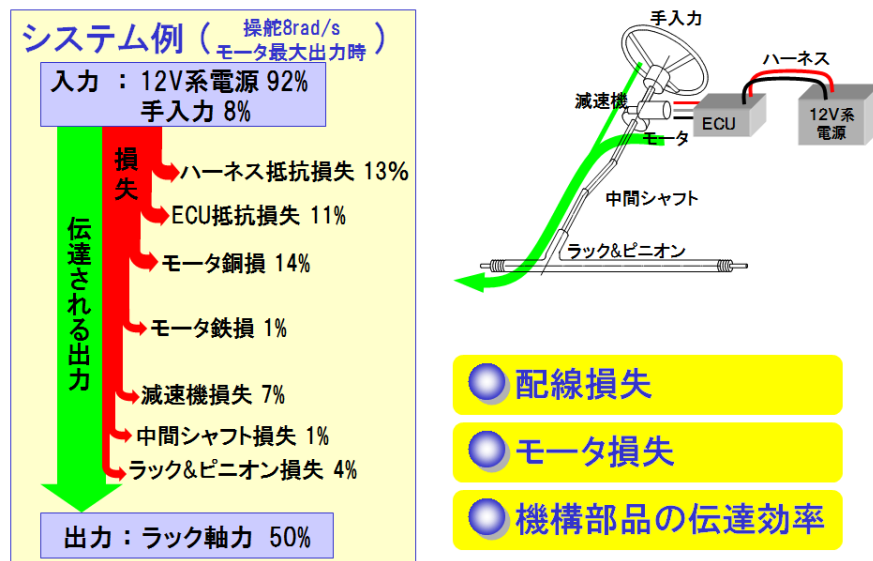 システム例（ 操舵8rad/s
モータ最大出力時 ）
入力 ： 12V系電源 92%
手入力 8%
損失
伝達される出力
ハーネス抵抗損失 13%
ECU抵抗損失 11%
モータ銅損 14%
モータ鉄損 1%
減速機損失 7%
中間シャフト損失 1%
ラック&ピニオン損失 4%
出力：ラック軸力 50%
手入力
ハーネス
減速機
ECU
12V系
電源
モータ
中間シャフト
ラック&ピニオン
配線損失
モータ損失
機構部品の伝達効率